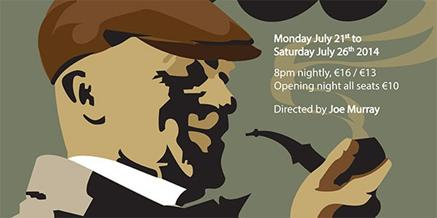 Monday July 21st to
Saturday July 26th 2014
8pm nightly, €16 / €13
Opening night all seats €10
Directed by Joe Murray